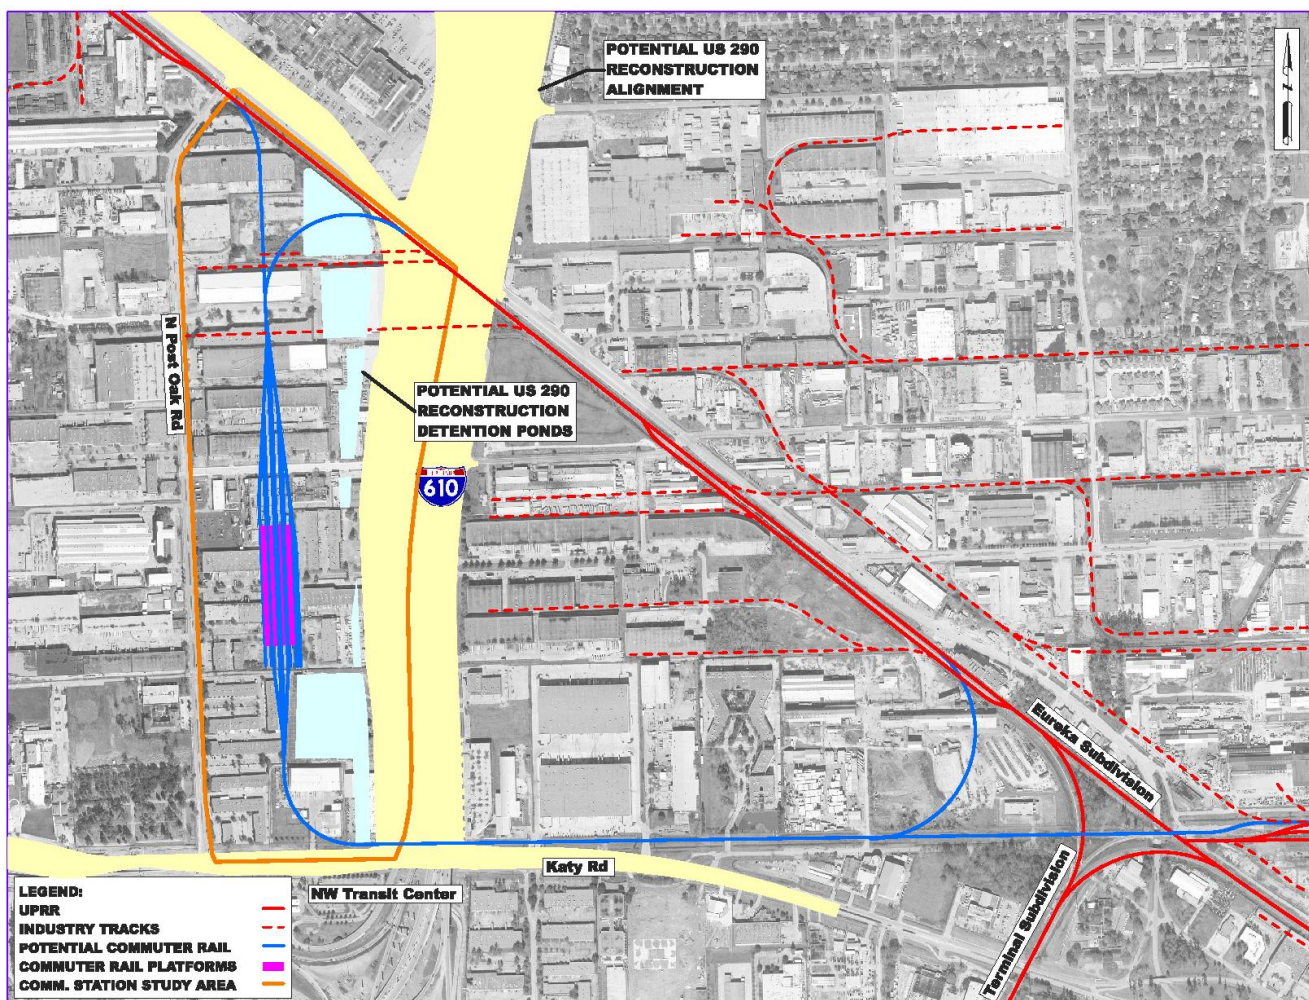 POTENTIAL US 290
RECONSTRUCTION
ALIGNMENT
N
N Post Oak Rd
POTENTIAL US 290
RECONSTRUCTION
DETENTION PONDS
610
Eureka Subdivision
Terminal Subdivision
Katy Rd
NW Transit Center
LEGEND:
UPRR
INDUSTRY TRACKS
POTENTIAL COMMUTER RAIL
COMMUTER RAIL PLATFORMS
COMM. STATION STUDY AREA